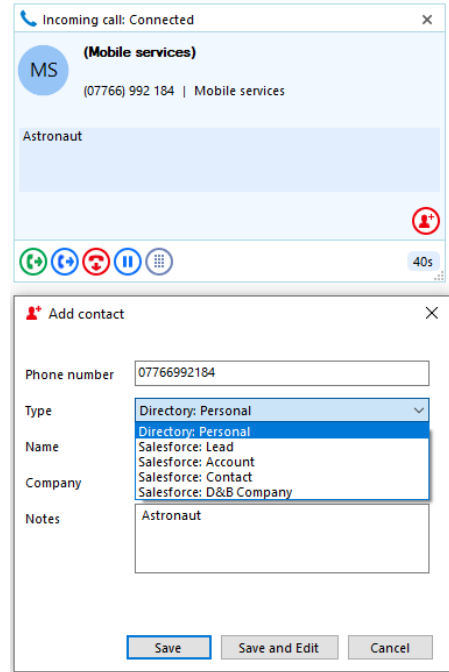 Incoming call: Connected
(Mobile services)
MS
(07766) 992 184 | Mobile services
Astronaut
40s
Add contact
Phone number 07766992184
Type Directory: Personal
Directory: Personal
Salesforce: Lead
Name
Salesforce: Account
Salesforce: Contact
Company
Salesforce: D&B Company
Notes Astronaut
Save Save and Edit Cancel